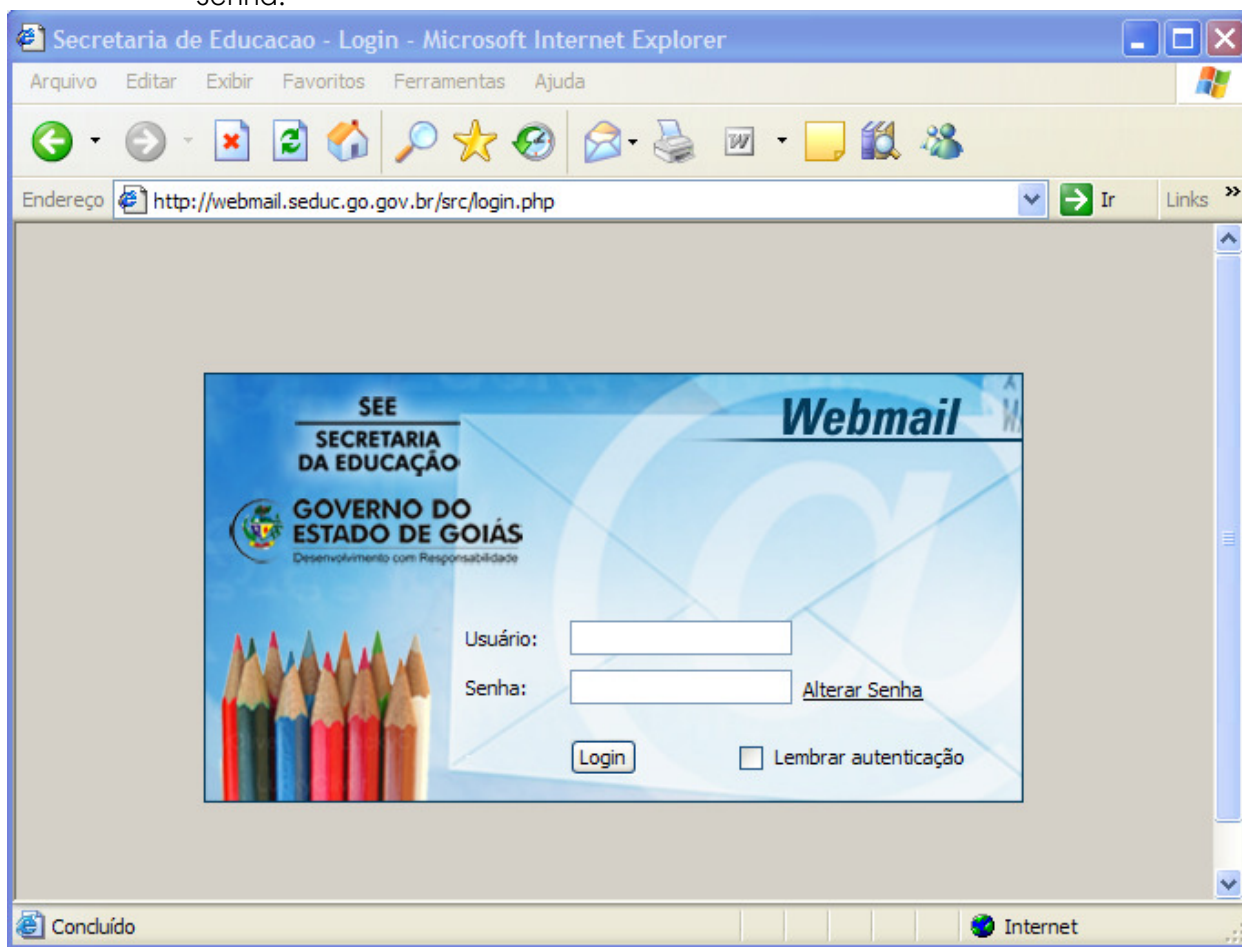 senha.
Secretaria de Educacao - Login - Microsoft Internet Explorer
Arquivo Editar Exibir Favoritos Ferramentas Ajuda
Endereço http://webmail.seduc.go.gov.br/src/login.php Ir Links »
SEE
SECRETARIA
DA EDUCAÇÃO
Webmail
GOVERNO DO
ESTADO DE GOIÁS
Desenvolvimento com Responsabilidade
Usuário:
Senha: Alterar Senha
Login Lembrar autenticação
Concluído Internet